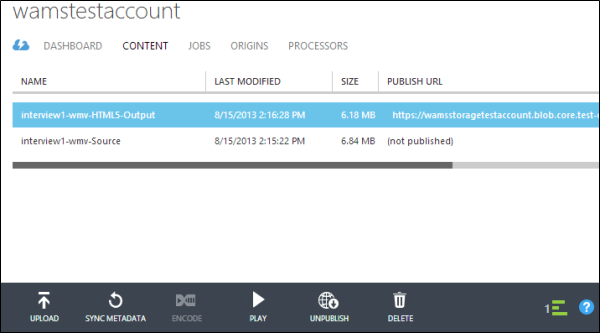 wamstestaccount
DASHBOARD CONTENT JOBS ORIGINS PROCESSORS
NAME LAST MODIFIED SIZE PUBLISH URL
interview1-wmv-HTML5-Output 8/15/2013 2:16:28 PM 6.18 MB https://wamsstoragetestaccount.blob.core.test-
interview1-wmv-Source 8/15/2013 2:15:22 PM 6.84 MB (not published)
UPLOAD SYNC METADATA ENCODE PLAY UNPUBLISH DELETE
1 ?